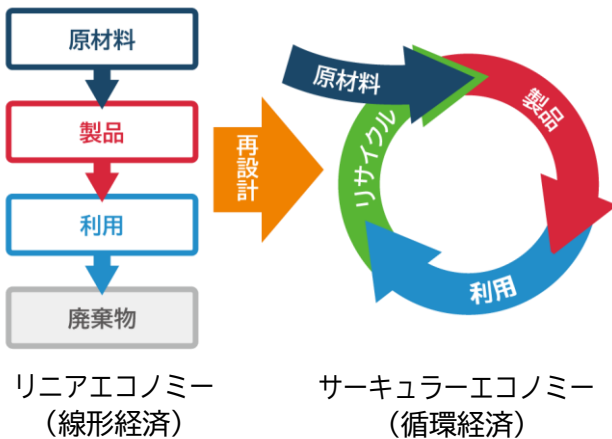 原材料
製品
利用
廃棄物
リニアエコノミー
（線形経済）
再設計
原材料
製品
利用
リサイクル
サーキュラーエコノミー
（循環経済）